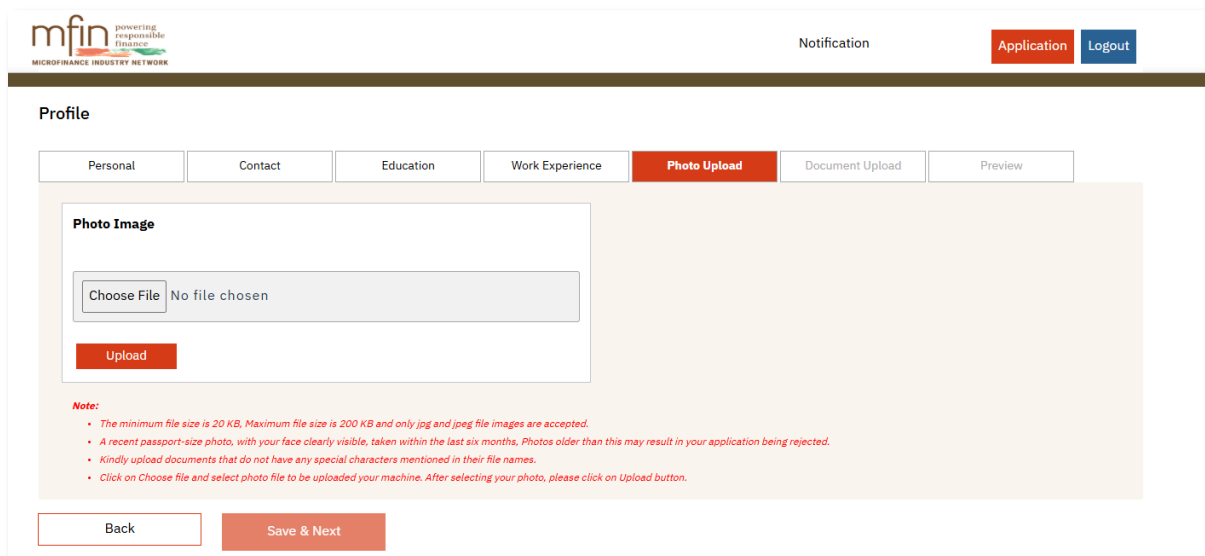 mfin powering
responsible
finance
MICROFINANCE INDUSTRY NETWORK
Notification
Application
Logout
Profile
Personal
Contact
Education
Work Experience
Photo Upload
Document Upload
Preview
Photo Image
Choose File No file chosen
Upload
Note:
• The minimum file size is 20 KB, Maximum file size is 200 KB and only jpg and jpeg file images are accepted.
• A recent passport-size photo, with your face clearly visible, taken within the last six months, Photos older than this may result in your application being rejected.
• Kindly upload documents that do not have any special characters mentioned in their file names.
• Click on Choose file and select photo file to be uploaded your machine. After selecting your photo, please click on Upload button.
Back
Save & Next